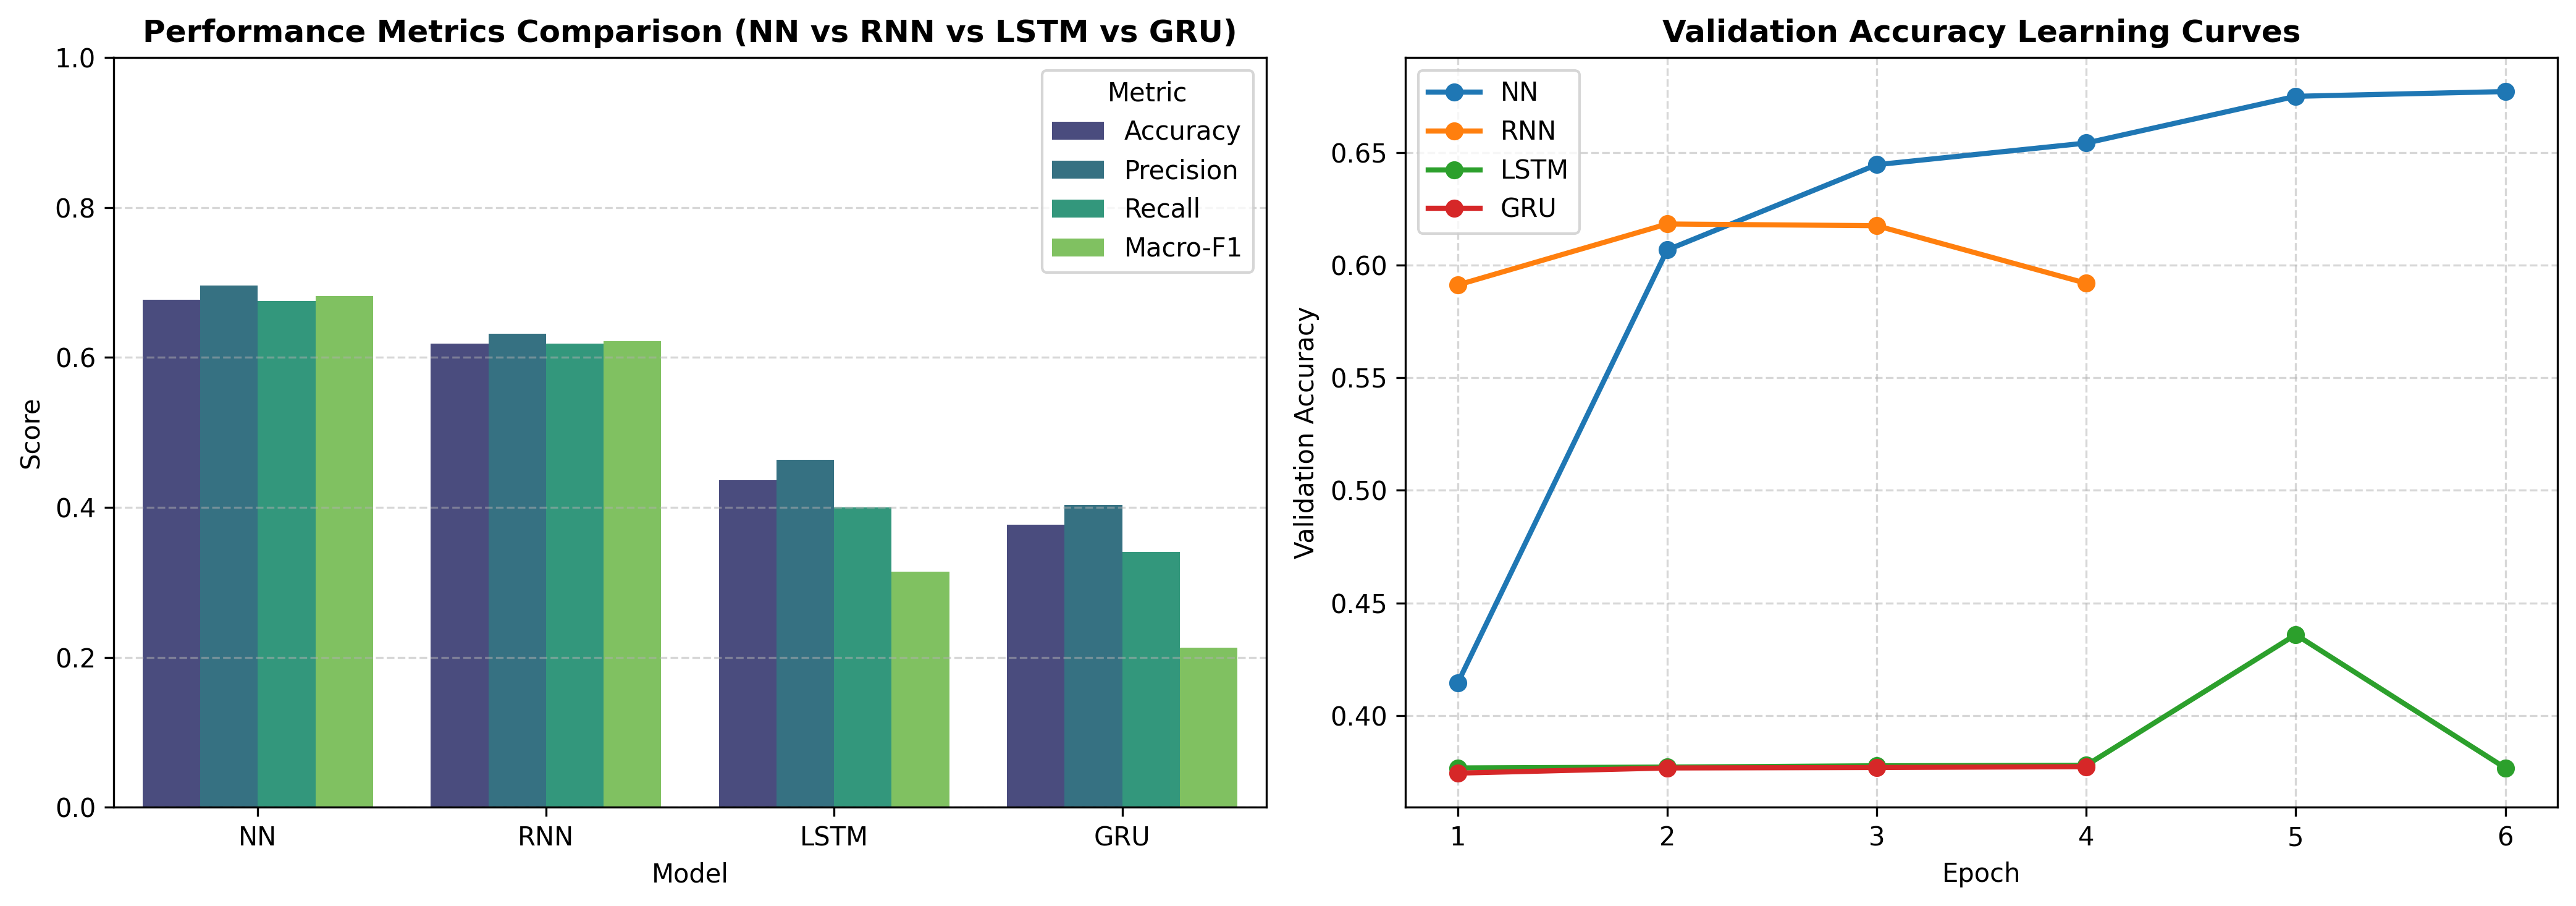 Performance Metrics Comparison (NN vs RNN vs LSTM vs GRU)
1.0
0.8
0.6
0.4
0.2
0.0
Score
Metric
Accuracy
Precision
Recall
Macro-F1
NN RNN LSTM GRU
Model
Validation Accuracy Learning Curves
NN
RNN
LSTM
GRU
0.65
0.60
0.55
0.50
0.45
0.40
Validation Accuracy
1 2 3 4 5 6
Epoch